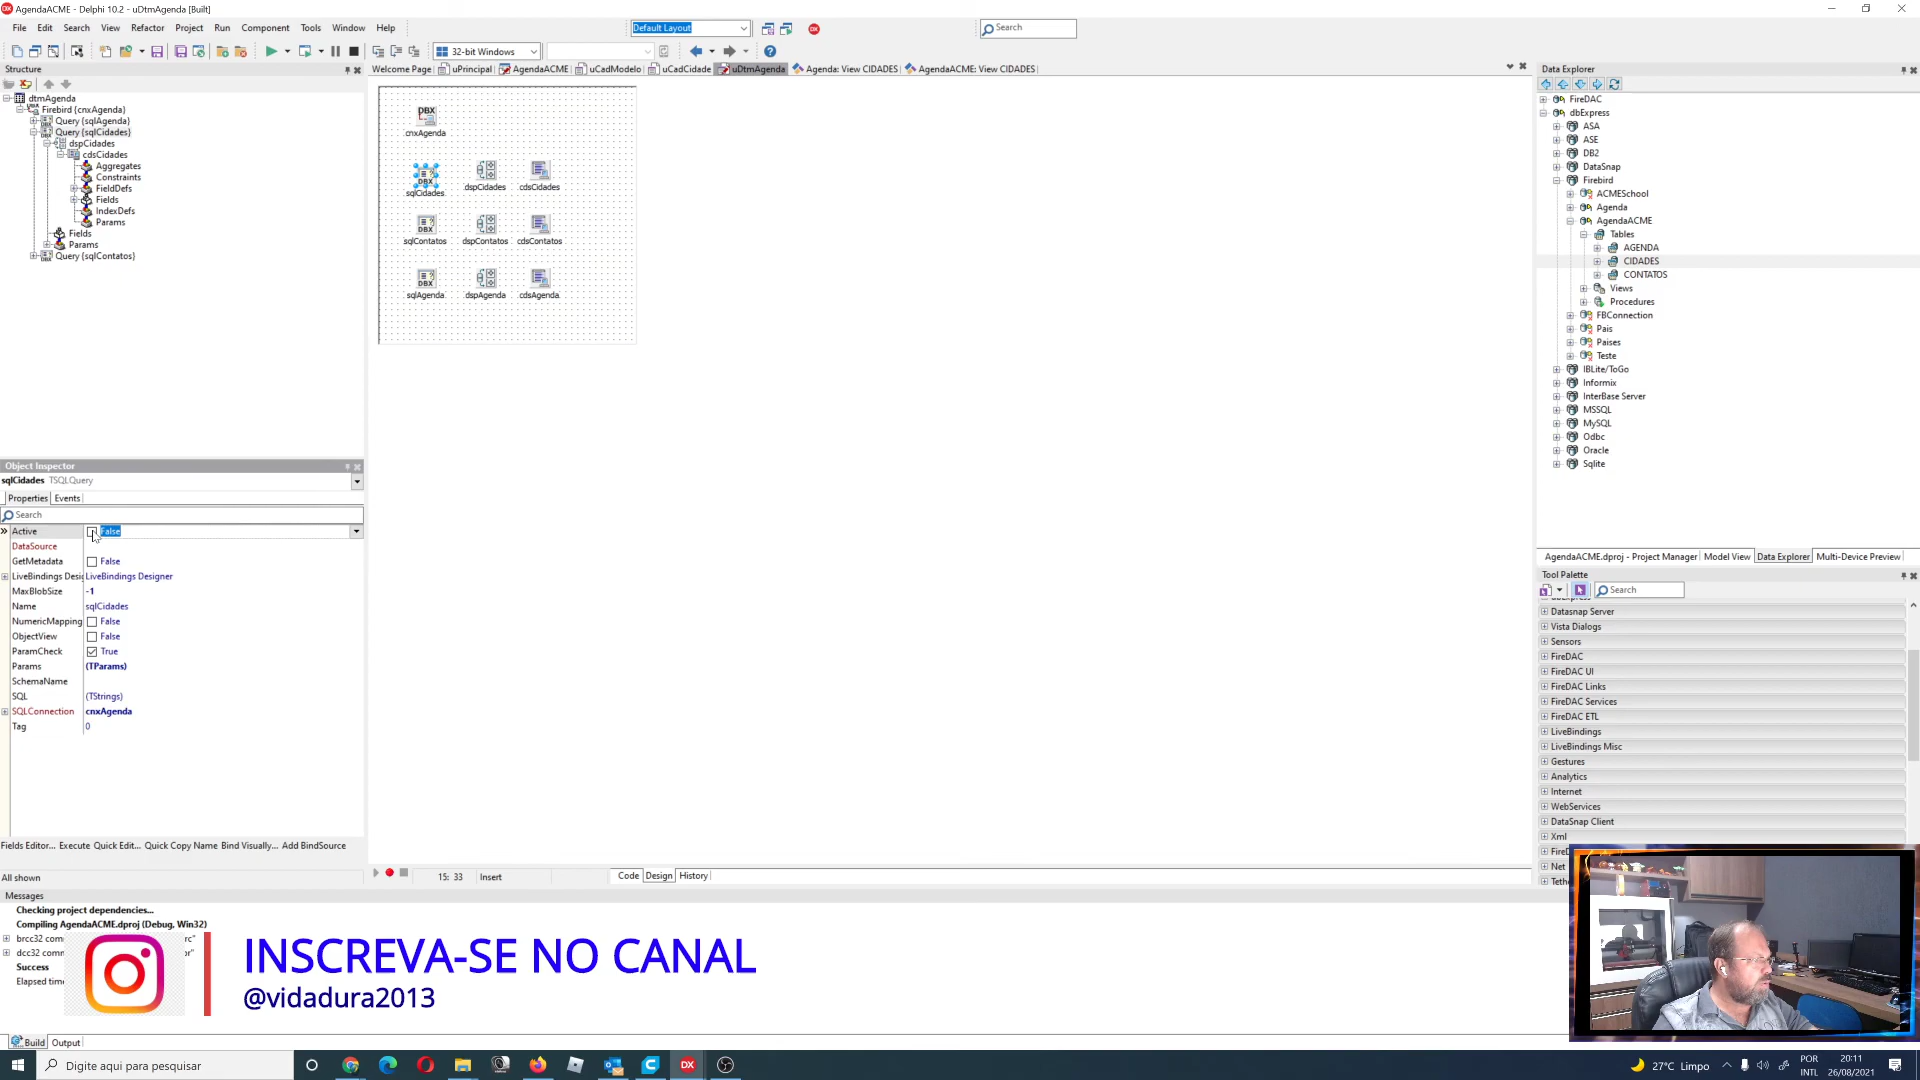 AgendaACME - Delphi 10.2 - uDtmAgenda [Built]
File Edit Search View Refactor Project Run Component Tools Window Help
Default Layout
Search
32-bit Windows
Structure
Welcome Page uPrincipal AgendaACME uCadModelo uCadCidade uDtmAgenda Agenda: View CIDADES AgendaACME: View CIDADES
Data Explorer
dtmAgenda
Firebird {cnxAgenda}
Query {sqlAgenda}
Query {sqlCidades}
dspCidades
cdsCidades
Aggregates
Constraints
FieldDefs
Fields
IndexDefs
Params
Fields
Params
Query {sqlContatos}
DBX
cnxAgenda
DBX
sqlCidades dspCidades cdsCidades
DBX
sqlContatos dspContatos cdsContatos
DBX
sqlAgenda dspAgenda cdsAgenda
FireDAC
dbExpress
ASA
ASE
DB2
DataSnap
Firebird
ACMESchool
Agenda
AgendaACME
Tables
AGENDA
CIDADES
CONTATOS
Views
Procedures
FBConnection
Pais
Paises
Teste
IBLite/ToGo
Informix
InterBase Server
MSSQL
MySQL
Odbc
Oracle
Sqlite
Object Inspector
sqlCidades TSQLQuery
Properties Events
Search
Active False
DataSource
GetMetadata False
LiveBindings Desig LiveBindings Designer
MaxBlobSize -1
Name sqlCidades
NumericMapping False
ObjectView False
ParamCheck True
Params (TParams)
SchemaName
SQL (TStrings)
SQLConnection cnxAgenda
Tag 0
Fields Editor... Execute Quick Edit... Quick Copy Name Bind Visually... Add BindSource
All shown
15: 33 Insert
Code Design History
AgendaACME.dproj - Project Manager Model View Data Explorer Multi-Device Preview
Tool Palette
Search
Datasnap Server
Vista Dialogs
Sensors
FireDAC
FireDAC UI
FireDAC Links
FireDAC Services
FireDAC ETL
LiveBindings
LiveBindings Misc
Gestures
Analytics
Internet
WebServices
DataSnap Client
Xml
Messages
Checking project dependencies...
Compiling AgendaACME.dproj (Debug, Win32)
Success
INSCREVA-SE NO CANAL
@vidadura2013
Build Output
Digite aqui para pesquisar
DX
27°C Limpo
POR
INTL
20:11
26/08/2021